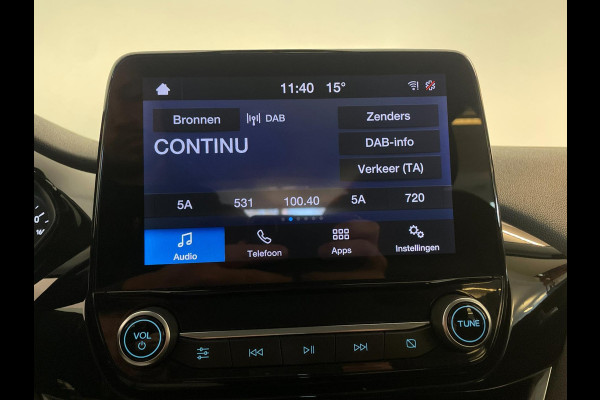 11:40 15°
Bronnen DAB Zenders
CONTINU DAB-info
Verkeer (TA)
5A 531 100.40 5A 720
Audio Telefoon Apps Instellingen
VOL TUNE